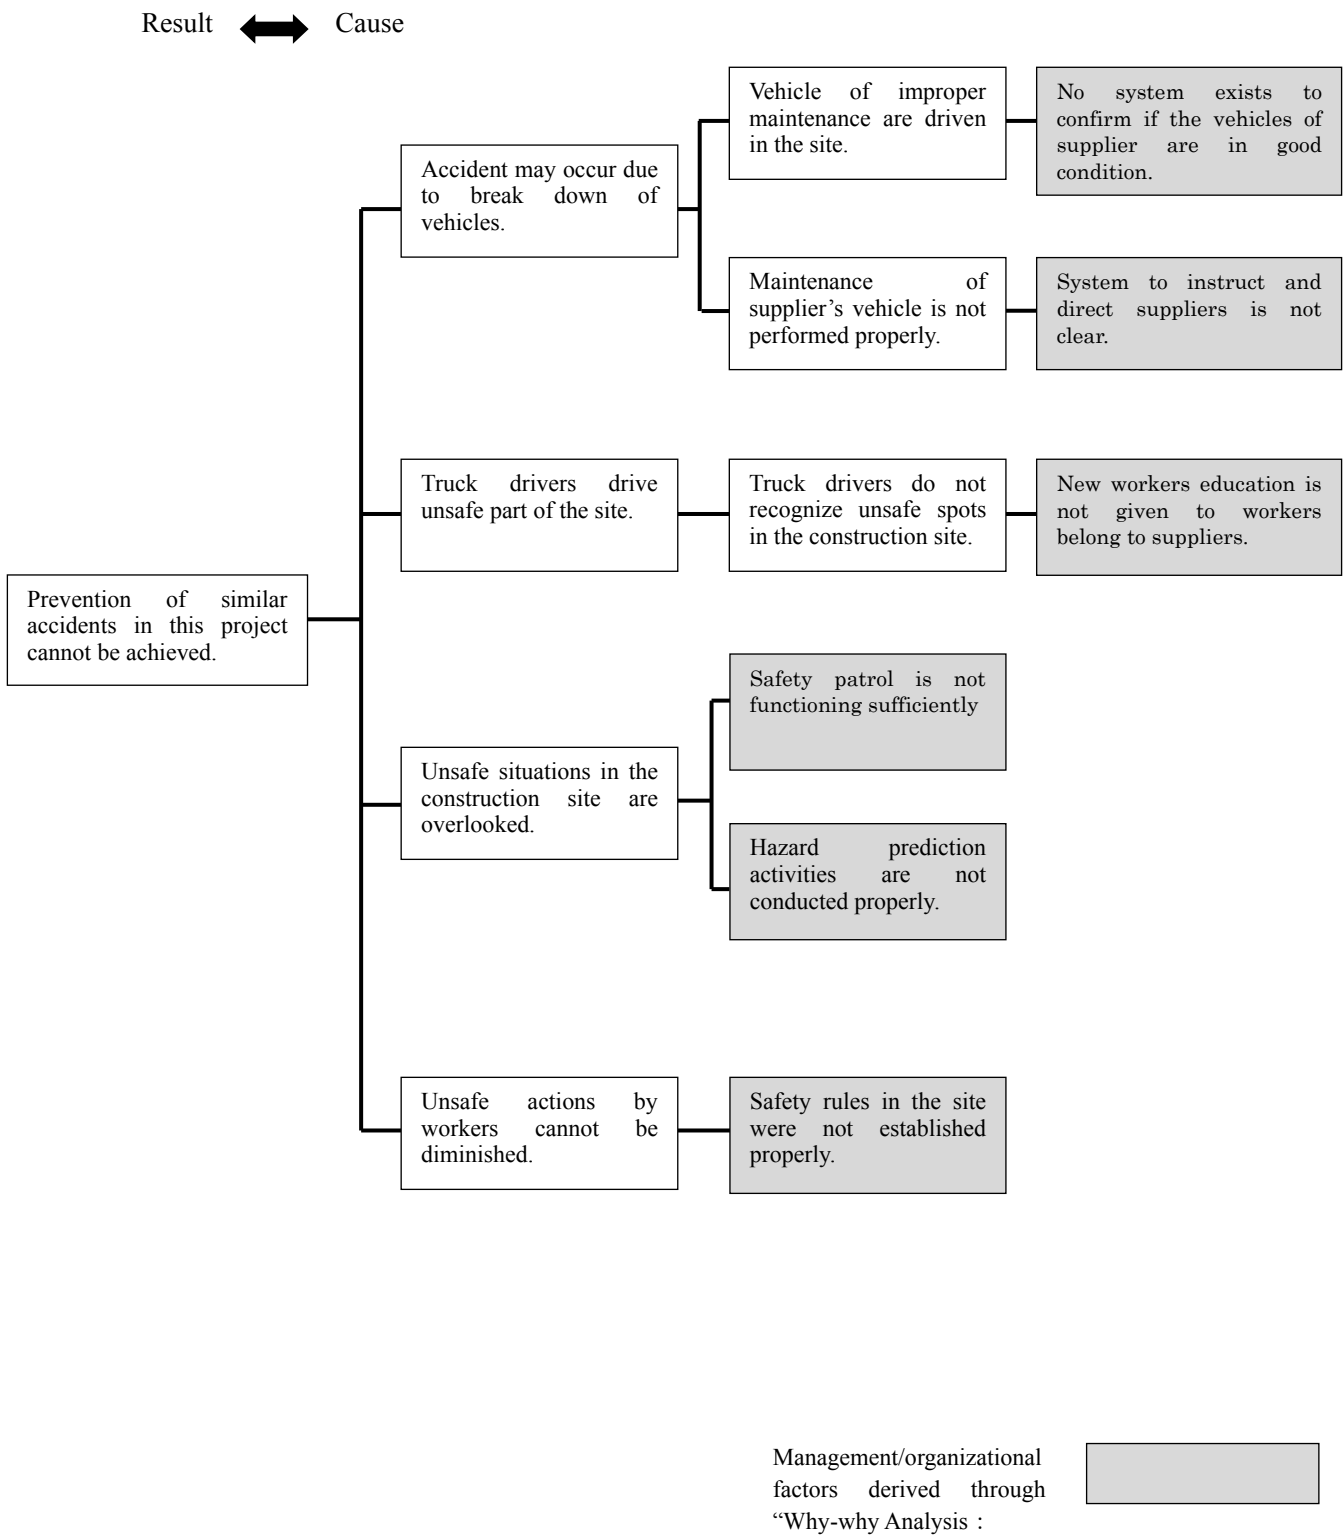 Result Cause
Vehicle of improper
maintenance are driven
in the site.
No system exists to
confirm if the vehicles of
supplier are in good
condition.
Accident may occur due
to break down of
vehicles.
Maintenance of
supplier’s vehicle is not
performed properly.
System to instruct and
direct suppliers is not
clear.
Truck drivers drive
unsafe part of the site.
Truck drivers do not
recognize unsafe spots
in the construction site.
New workers education is
not given to workers
belong to suppliers.
Prevention of similar
accidents in this project
cannot be achieved.
Safety patrol is not
functioning sufficiently
Unsafe situations in the
construction site are
overlooked.
Hazard prediction
activities are not
conducted properly.
Unsafe actions by
workers cannot be
diminished.
Safety rules in the site
were not established
properly.
Management/organizational
factors derived through
“Why-why Analysis :